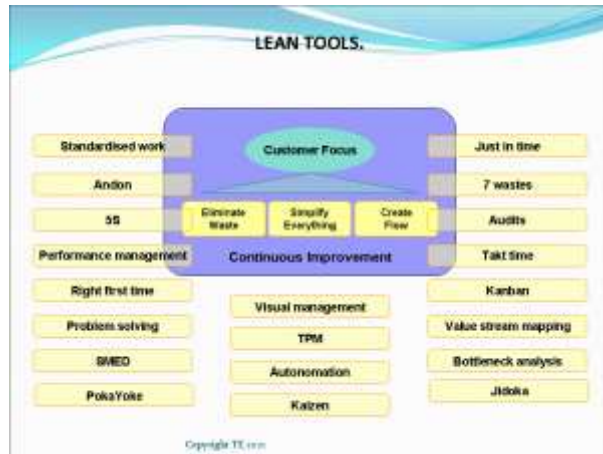 LEAN TOOLS.
Customer Focus
Eliminate
Waste
Simplify
Everything
Create
Flow
Continuous Improvement
Standardised work
Andon
5S
Performance management
Right first time
Problem solving
SMED
PokaYoke
Visual management
TPM
Autonomation
Kaizen
Just in time
7 wastes
Audits
Takt time
Kanban
Value stream mapping
Bottleneck analysis
Jidoka
Copyright TE